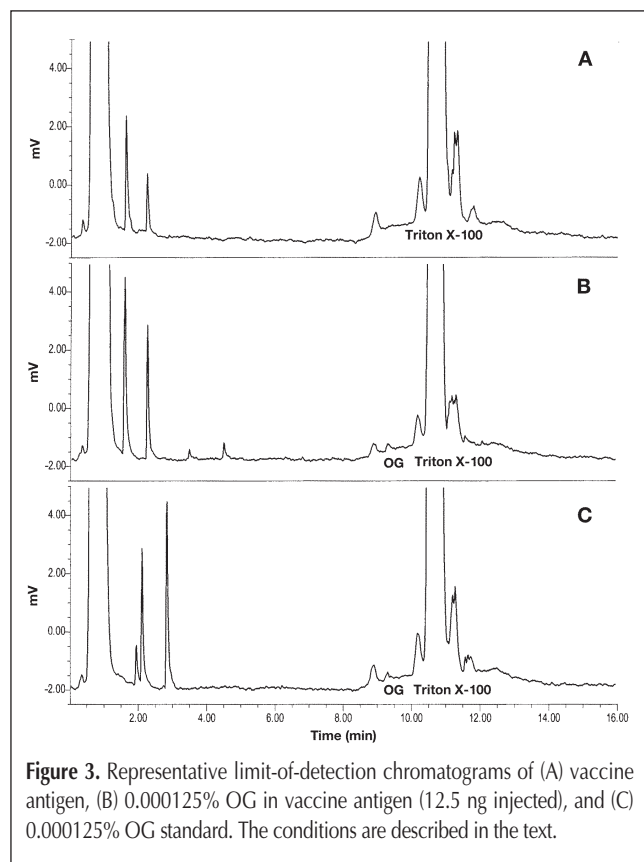 A
4.00
2.00
mV
0.00
-2.00
Triton X-100
B
4.00
2.00
mV
0.00
-2.00
OG Triton X-100
C
4.00
2.00
mV
0.00
-2.00
OG Triton X-100
2.00 4.00 6.00 8.00 10.00 12.00 14.00 16.00
Time (min)
Figure 3. Representative limit-of-detection chromatograms of (A) vaccine
antigen, (B) 0.000125% OG in vaccine antigen (12.5 ng injected), and (C)
0.000125% OG standard. The conditions are described in the text.